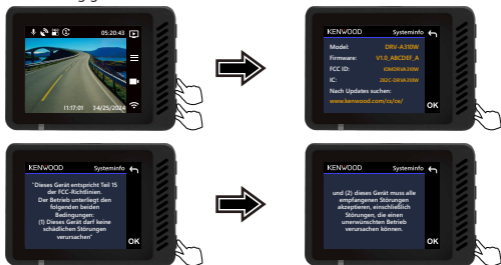 05:20:43
11:17:01 34/25/2024
KENWOOD Systeminfo
Model: DRV-A310W
Firmware: V1.0_ABCDEF_A
FCC ID:
IC: 282C-DRVA310W
Nach Updates suchen:
www.kenwood.com/cs/ce/
OK
KENWOOD Systeminfo
"Dieses Gerät entspricht Teil 15
der FCC-Richtlinien.
Der Betrieb unterliegt den
folgenden beiden
Bedingungen:
(1) Dieses Gerät darf keine
schädlichen Störungen
verursachen"
OK
KENWOOD Systeminfo
und (2) dieses Gerät muss alle
empfangenen Störungen
akzeptieren, einschließlich
Störungen, die einen
unerwünschten Betrieb
verursachen können.
OK